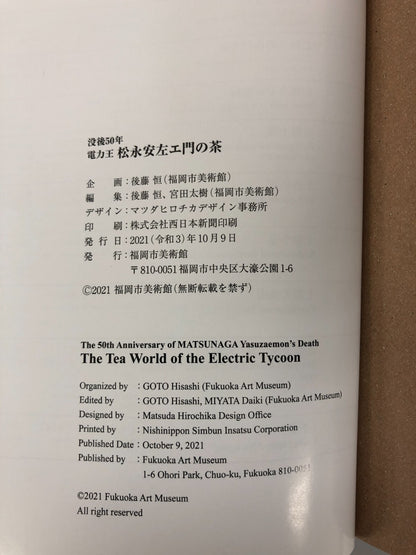 没後50年
電力王 松永安左エ門の茶
企 画：後藤 恒（福岡市美術館）
編 集：後藤 恒、宮田太樹（福岡市美術館）
デザイン：マツダヒロチカデザイン事務所
印 刷：株式会社西日本新聞印刷
発 行 日：2021（令和3）年10月9日
発 行：福岡市美術館
〒810-0051 福岡市中央区大濠公園1-6
©2021 福岡市美術館（無断転載を禁ず）
The 50th Anniversary of MATSUNAGA Yasuzaemon's Death
The Tea World of the Electric Tycoon
Organized by : GOTO Hisashi (Fukuoka Art Museum)
Edited by : GOTO Hisashi, MIYATA Daiki (Fukuoka Art Museum)
Designed by : Matsuda Hirochika Design Office
Printed by : Nishinippon Simbun Insatsu Corporation
Published Date : October 9, 2021
Published by : Fukuoka Art Museum
1-6 Ohori Park, Chuo-ku, Fukuoka 810-0051
©2021 Fukuoka Art Museum
All right reserved